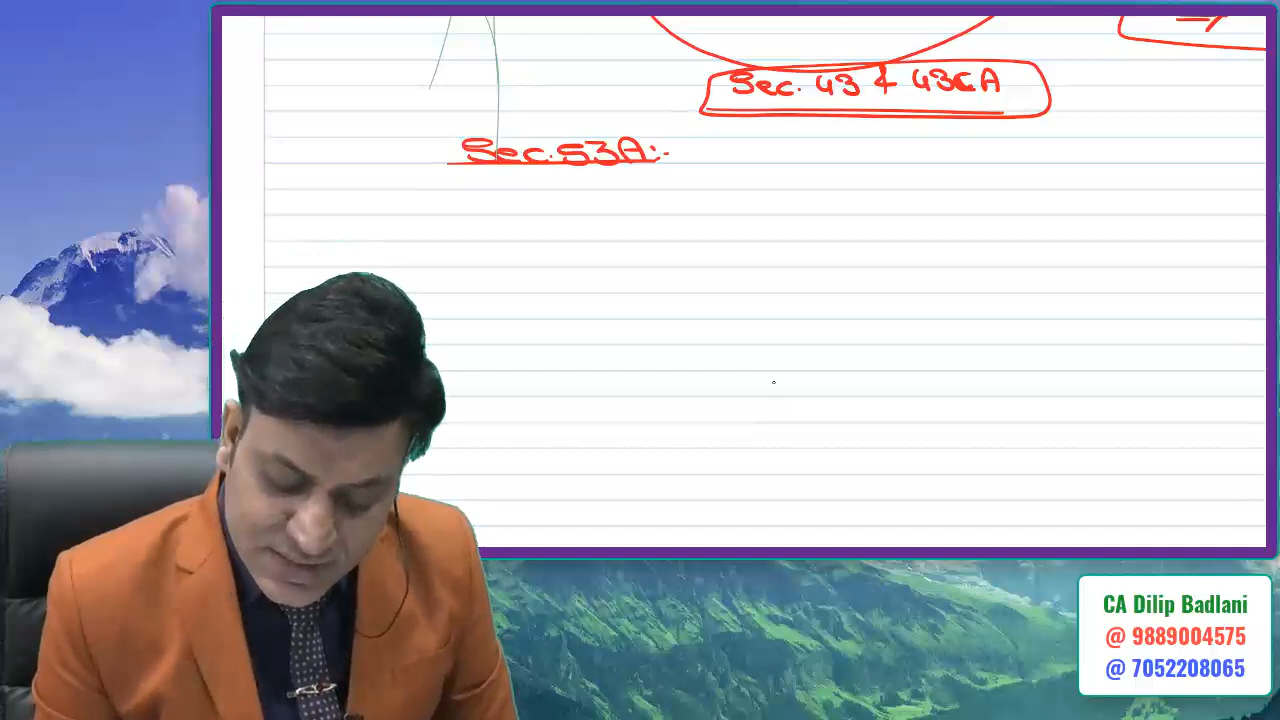 Sec. 43 & 43CA
Sec. 53A:-
CA Dilip Badlani
@ 9889004575
@ 7052208065